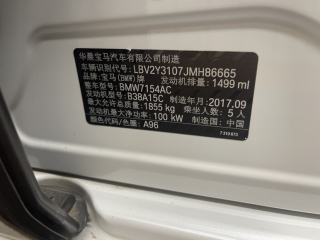 华晨宝马汽车有限公司制造
车辆识别代号: LBV2Y3107JMH86665
品牌: 宝马(BMW)牌 发动机排量: 1499 ml
整车型号: BMW7154AC
发动机型号: B38A15C 制造年月: 2017.09
最大允许总质量: 1855 kg 乘坐人数: 5人
发动机最大净功率: 100 kW 制造国: 中国
颜色代码/色漆: A96